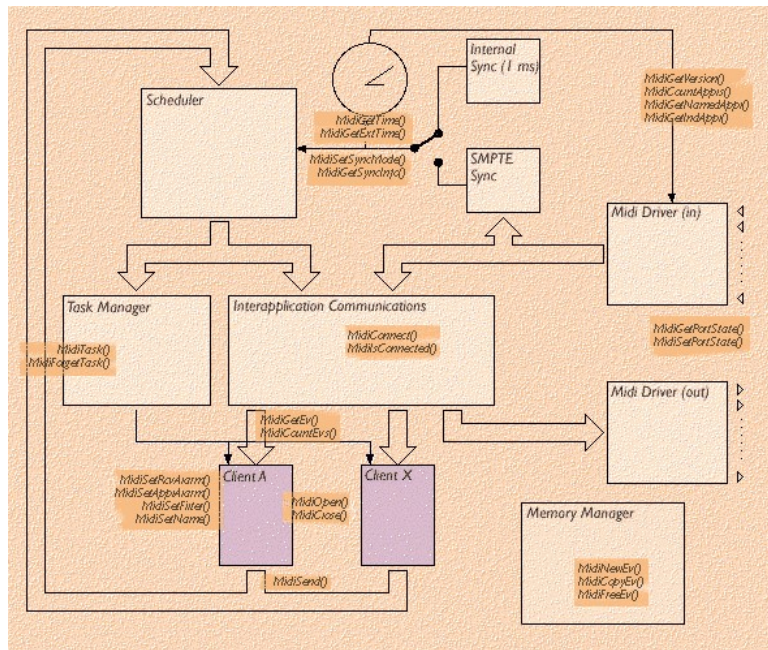 Internal
Sync (1 ms)
Scheduler
MidiGetVersion()
MidiCountAppls()
MidiGetNamedAppl()
MidiGetIndAppl()
MidiGetTime()
MidiGetExtTime()
MidiSetSyncMode()
MidiGetSyncInfo()
SMPTE
Sync
Midi Driver (in)
Task Manager
Interapplication Communications
MidiTask()
MidiForgetTask()
MidiConnect()
MidiIsConnected()
MidiGetPortState()
MidiSetPortState()
Midi Driver (out)
MidiGetEv()
MidiCountEvs()
Client A
Client X
MidiSetRcvAlarm()
MidiSetApplAlarm()
MidiSetFilter()
MidiSetName()
MidiOpen()
MidiClose()
Memory Manager
MidiNewEv()
MidiCopyEv()
MidiFreeEv()
MidiSend()